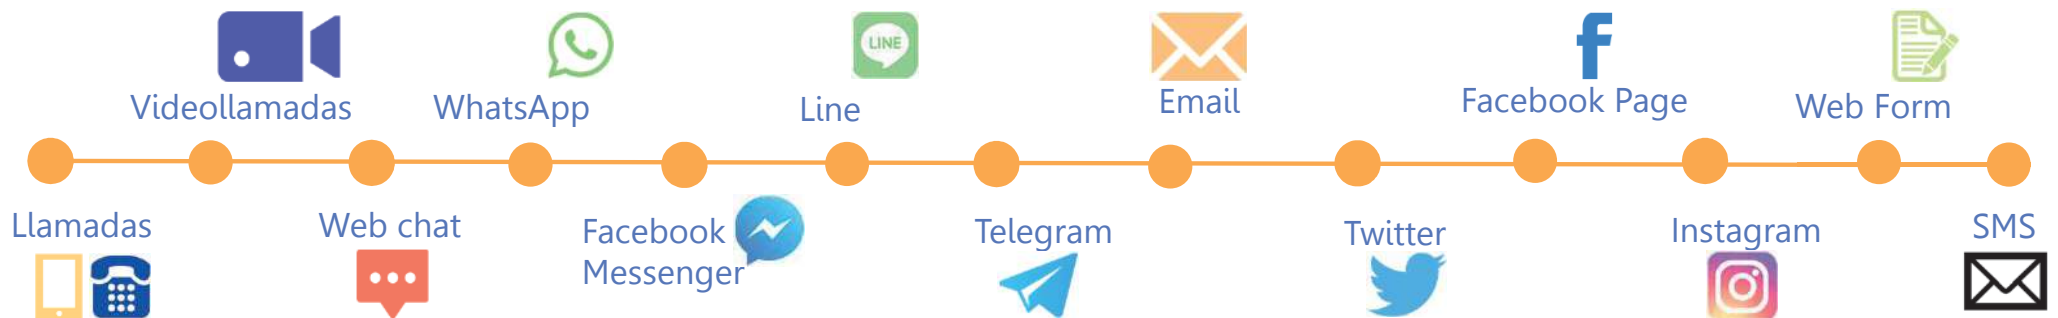 Videollamadas
WhatsApp
LINE
Line
Email
Facebook Page
Web Form
Llamadas
Web chat
Facebook
Messenger
Telegram
Twitter
Instagram
SMS